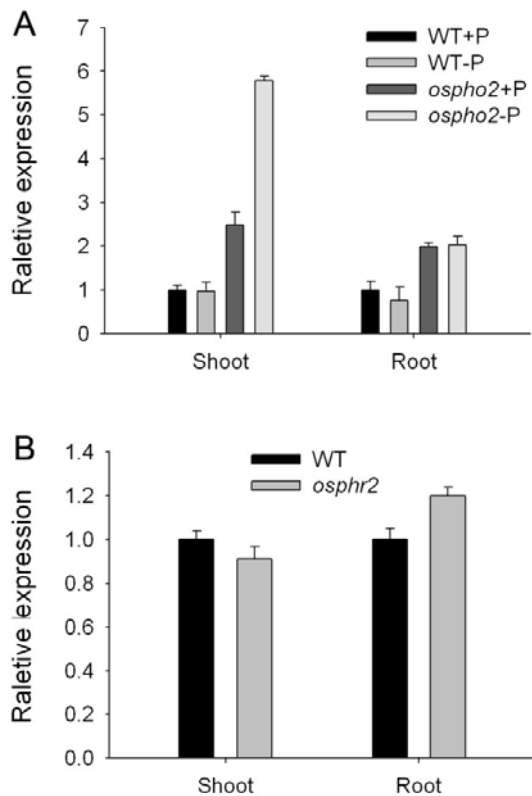 A
Raletive expression
7
6
5
4
3
2
1
0
WT+P
WT-P
ospho2+P
ospho2-P
Shoot Root
B
Raletive expression
1.4
1.2
1.0
0.8
0.6
0.4
0.2
0.0
WT
osphr2
Shoot Root